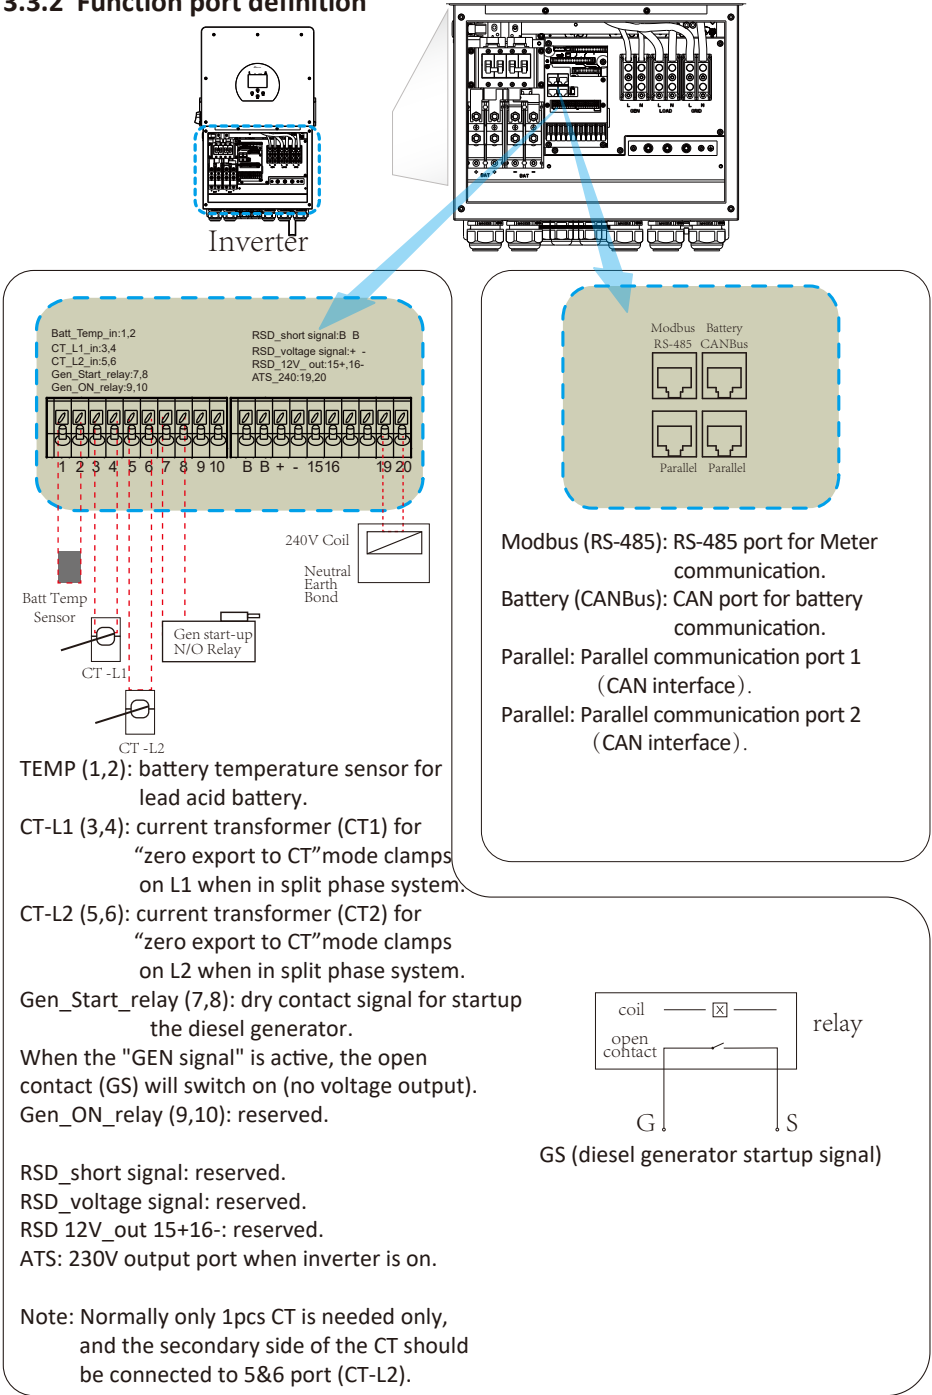 3.3.2 Function port definition
L N L N L N
GEN LOAD GRID
+ BAT + - BAT -
Inverter
Batt_Temp_in:1,2
CT_L1_in:3,4
CT_L2_in:5,6
Gen_Start_relay:7,8
Gen_ON_relay:9,10
RSD_short signal:B B
RSD_voltage signal:+ -
RSD_12V_ out:15+,16-
ATS_240:19,20
1 2 3 4 5 6 7 8 9 10 B B + - 15 16 19 20
240V Coil
Neutral
Earth
Bond
Batt Temp
Sensor
Gen start-up
N/O Relay
CT -L1
CT -L2
Modbus Battery
RS-485 CANBus
Parallel Parallel
Modbus (RS-485): RS-485 port for Meter
communication.
Battery (CANBus): CAN port for battery
communication.
Parallel: Parallel communication port 1
（CAN interface）.
Parallel: Parallel communication port 2
（CAN interface）.
TEMP (1,2): battery temperature sensor for
lead acid battery.
CT-L1 (3,4): current transformer (CT1) for
“zero export to CT”mode clamps
on L1 when in split phase system.
CT-L2 (5,6): current transformer (CT2) for
“zero export to CT”mode clamps
on L2 when in split phase system.
Gen_Start_relay (7,8): dry contact signal for startup
the diesel generator.
When the "GEN signal" is active, the open
contact (GS) will switch on (no voltage output).
Gen_ON_relay (9,10): reserved.
RSD_short signal: reserved.
RSD_voltage signal: reserved.
RSD 12V_out 15+16-: reserved.
ATS: 230V output port when inverter is on.
Note: Normally only 1pcs CT is needed only,
and the secondary side of the CT should
be connected to 5&6 port (CT-L2).
coil
open
contact
relay
G S
GS (diesel generator startup signal)